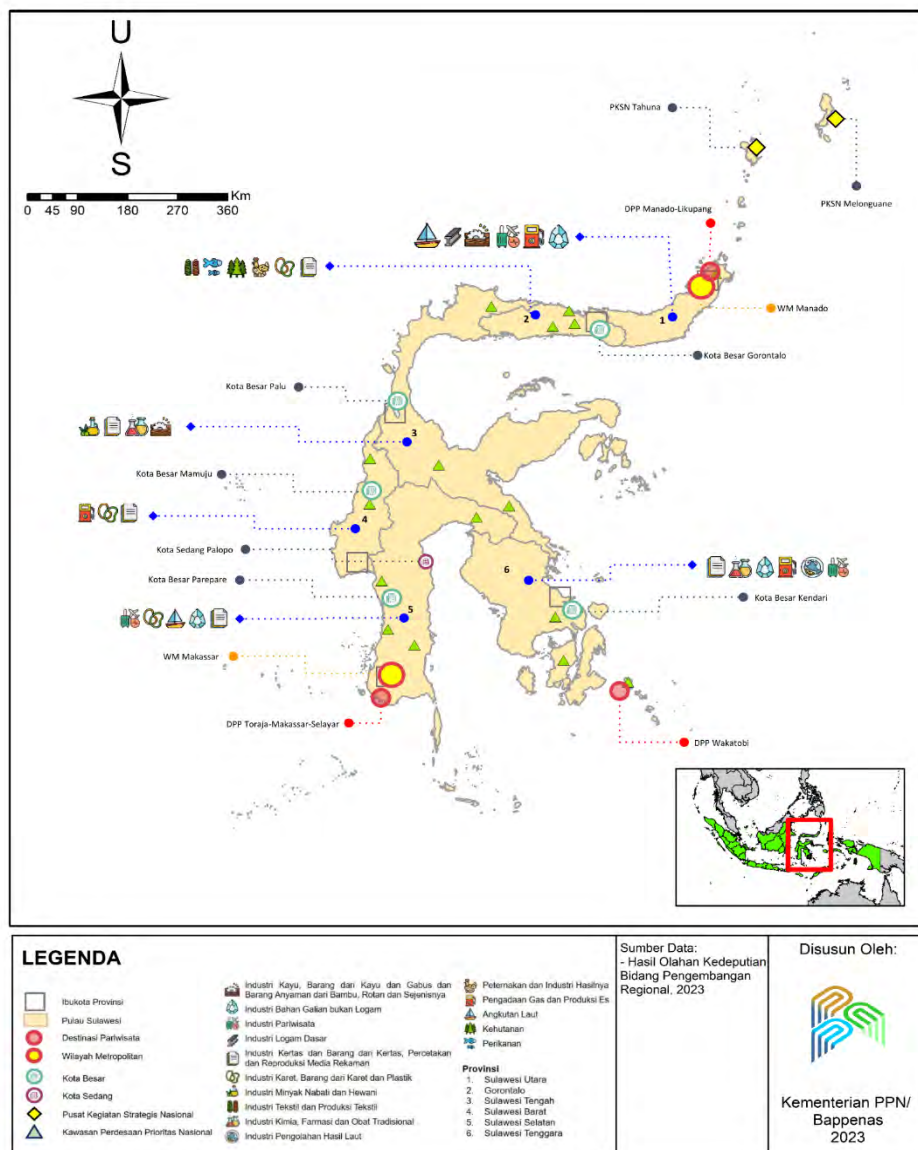 U
S
Km
0 45 90 180 270 360
PKSN Tahuna
PKSN Melonguane
DPP Manado-Likupang
WM Manado
2
1
Kota Besar Gorontalo
Kota Besar Palu
3
Kota Besar Mamuju
4
Kota Sedang Palopo
Kota Besar Parepare
6
Kota Besar Kendari
5
WM Makassar
DPP Toraja-Makassar-Selayar
DPP Wakatobi
LEGENDA
Ibukota Provinsi
Pulau Sulawesi
Destinasi Pariwisata
Wilayah Metropolitan
Kota Besar
Kota Sedang
Pusat Kegiatan Strategis Nasional
Kawasan Perdesaan Prioritas Nasional
Industri Kayu, Barang dari Kayu dan Gabus dan
Barang Anyaman dari Bambu, Rotan dan Sejenisnya
Industri Bahan Galian bukan Logam
Industri Pariwisata
Industri Logam Dasar
Industri Kertas dan Barang dari Kertas, Percetakan
dan Reproduksi Media Rekaman
Industri Karet, Barang dari Karet dan Plastik
Industri Minyak Nabati dan Hewani
Industri Tekstil dan Produksi Tekstil
Industri Kimia, Farmasi dan Obat Tradisional
Industri Pengolahan Hasil Laut
Peternakan dan Industri Hasilnya
Pengadaan Gas dan Produksi Es
Angkutan Laut
Kehutanan
Perikanan
Provinsi
1. Sulawesi Utara
2. Gorontalo
3. Sulawesi Tengah
4. Sulawesi Barat
5. Sulawesi Selatan
6. Sulawesi Tenggara
Sumber Data:
- Hasil Olahan Kedeputian
Bidang Pengembangan
Regional, 2023
Disusun Oleh:
Kementerian PPN/
Bappenas
2023